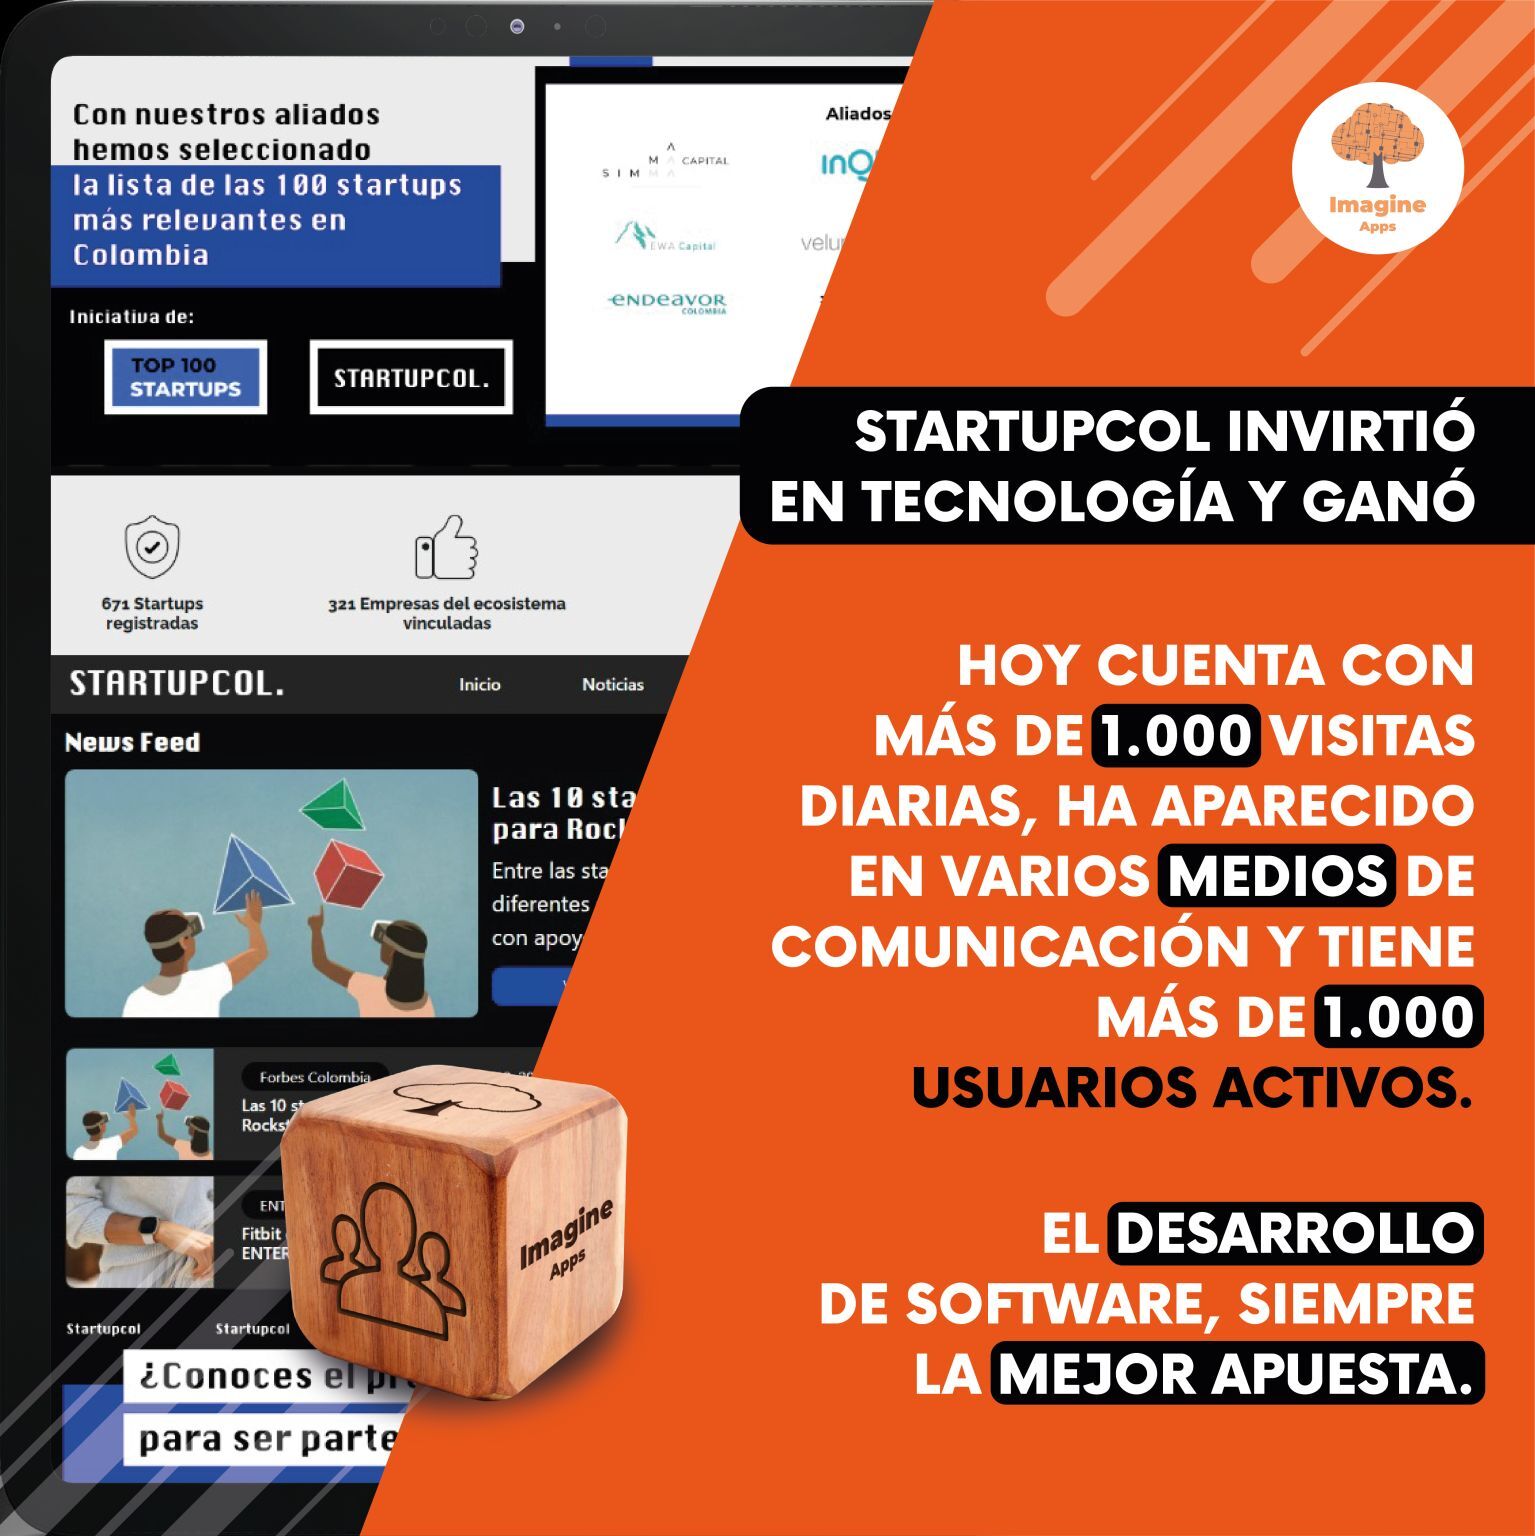 Con nuestros aliados
hemos seleccionado
la lista de las 100 startups
más relevantes en
Colombia
Iniciativa de:
TOP 100
STARTUPS
STARTUPCOL.
Aliados
SIMMA CAPITAL
EWA Capital
ENDEAVOR
COLOMBIA
671 Startups
registradas
321 Empresas del ecosistema
vinculadas
STARTUPCOL.
Inicio
Noticias
News Feed
Las 10
para
Entre las
diferentes
con
Forbes Colombia
Las 10
Fitbit
Startupcol
Startupcol
¿Conoces el
para ser parte
Imagine
Apps
Imagine
Apps
STARTUPCOL INVIRTIÓ
EN TECNOLOGÍA Y GANÓ
HOY CUENTA CON
MÁS DE 1.000 VISITAS
DIARIAS, HA APARECIDO
EN VARIOS MEDIOS DE
COMUNICACIÓN Y TIENE
MÁS DE 1.000
USUARIOS ACTIVOS.
EL DESARROLLO
DE SOFTWARE, SIEMPRE
LA MEJOR APUESTA.